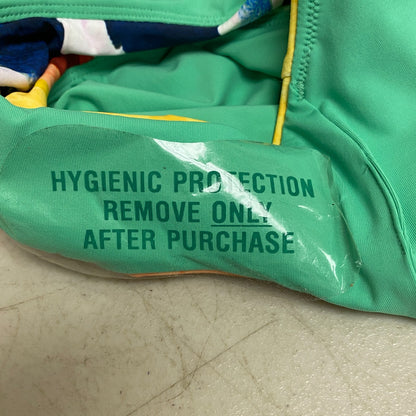 HYGIENIC PROTECTION
REMOVE ONLY
AFTER PURCHASE